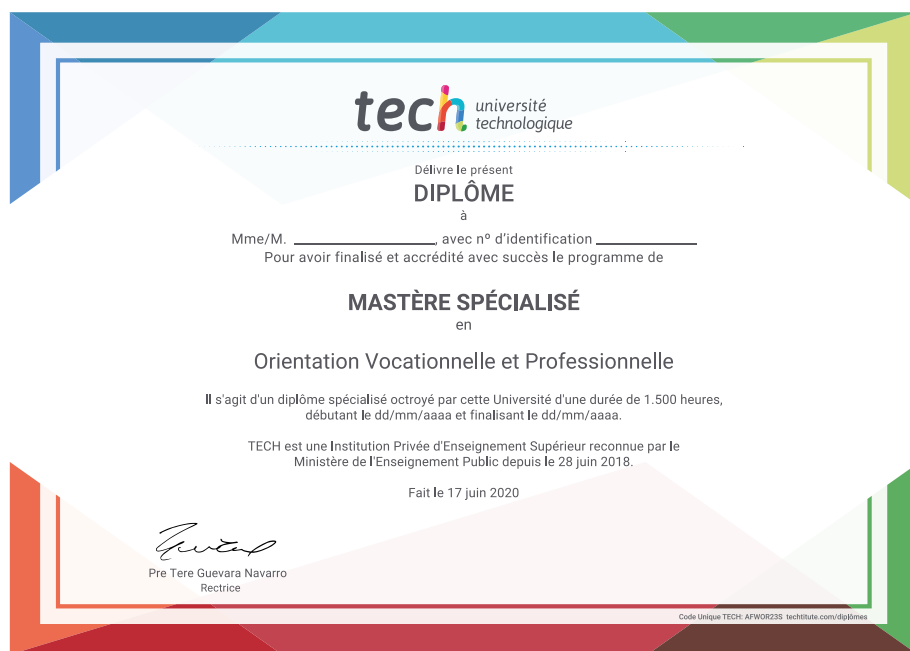 tech université
technologique
Délivre le présent
DIPLÔME
à
Mme/M. ____________________, avec nº d'identification ______________
Pour avoir finalisé et accrédité avec succès le programme de
MASTÈRE SPÉCIALISÉ
en
Orientation Vocationnelle et Professionnelle
Il s'agit d'un diplôme spécialisé octroyé par cette Université d'une durée de 1.500 heures,
débutant le dd/mm/aaaa et finalisant le dd/mm/aaaa.
TECH est une Institution Privée d'Enseignement Supérieur reconnue par le
Ministère de l'Enseignement Public depuis le 28 juin 2018.
Fait le 17 juin 2020
Pre Tere Guevara Navarro
Rectrice
Code Unique TECH: AFWOR23S techtitute.com/diplômes